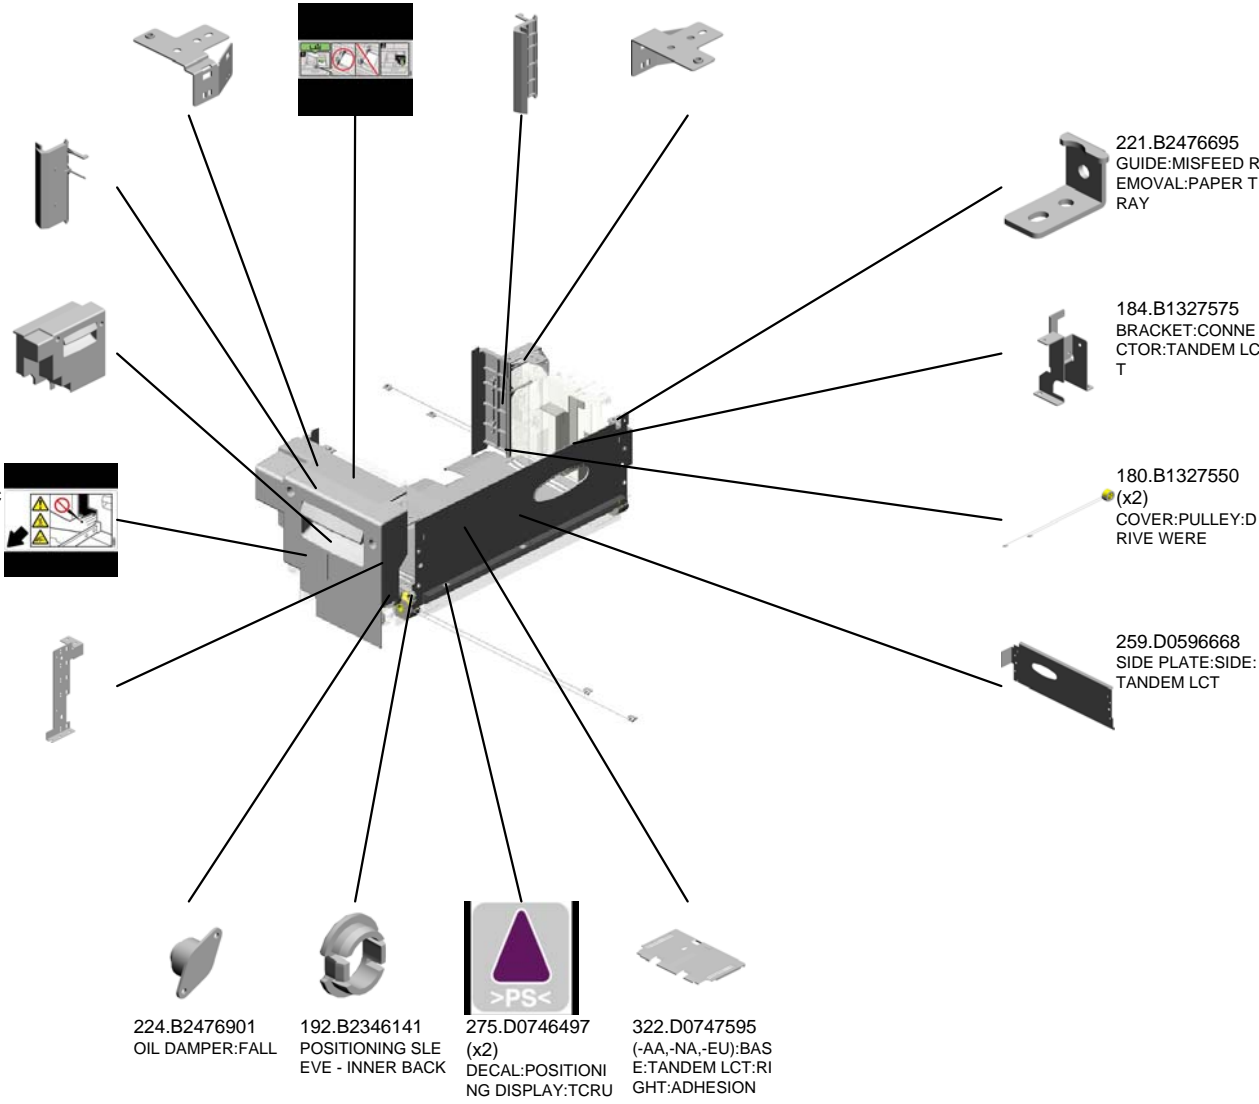 221.B2476695
GUIDE:MISFEED R
EMOVAL:PAPER T
RAY
184.B1327575
BRACKET:CONNE
CTOR:TANDEM LC
T
180.B1327550
(x2)
COVER:PULLEY:D
RIVE WERE
259.D0596668
SIDE PLATE:SIDE:
TANDEM LCT
>PS<
224.B2476901
OIL DAMPER:FALL
192.B2346141
POSITIONING SLE
EVE - INNER BACK
275.D0746497
(x2)
DECAL:POSITIONI
NG DISPLAY:TCRU
322.D0747595
(-AA,-NA,-EU):BAS
E:TANDEM LCT:RI
GHT:ADHESION